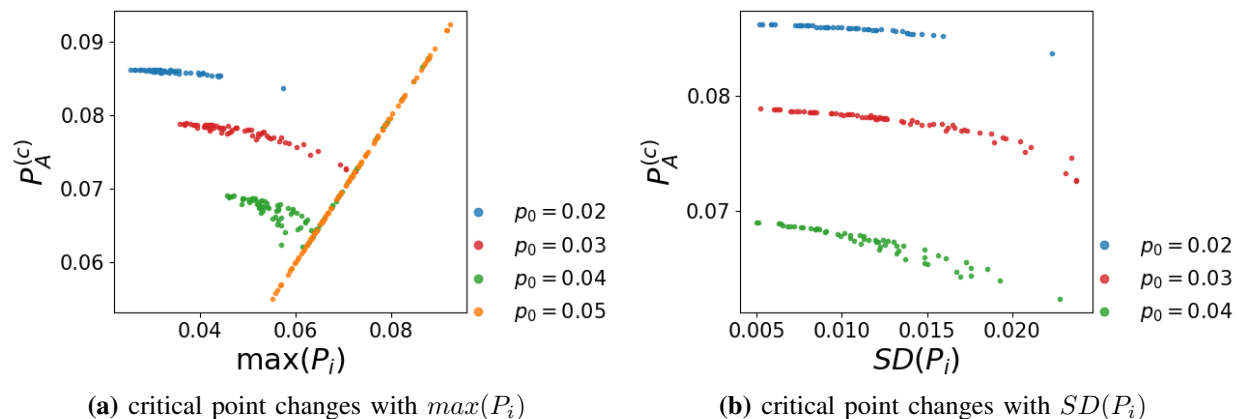 0.09
0.08
0.07
0.06
P_A^{(c)}
0.04 0.06 0.08
max(P_i)
p_0 = 0.02
p_0 = 0.03
p_0 = 0.04
p_0 = 0.05
(a) critical point changes with max(P_i)
0.08
0.07
P_A^{(c)}
0.005 0.010 0.015 0.020
SD(P_i)
p_0 = 0.02
p_0 = 0.03
p_0 = 0.04
(b) critical point changes with SD(P_i)